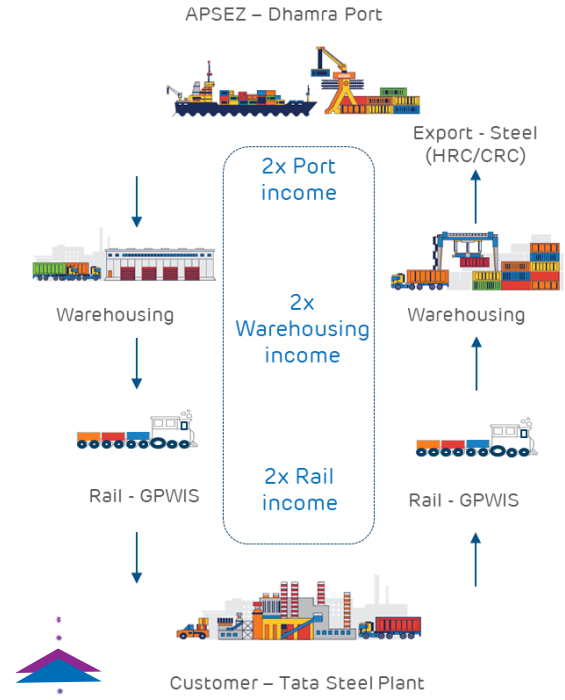 APSEZ – Dhamra Port
Export - Steel
(HRC/CRC)
2x Port
income
Warehousing
2x
Warehousing
income
Warehousing
Rail - GPWIS
2x Rail
income
Rail - GPWIS
Customer – Tata Steel Plant